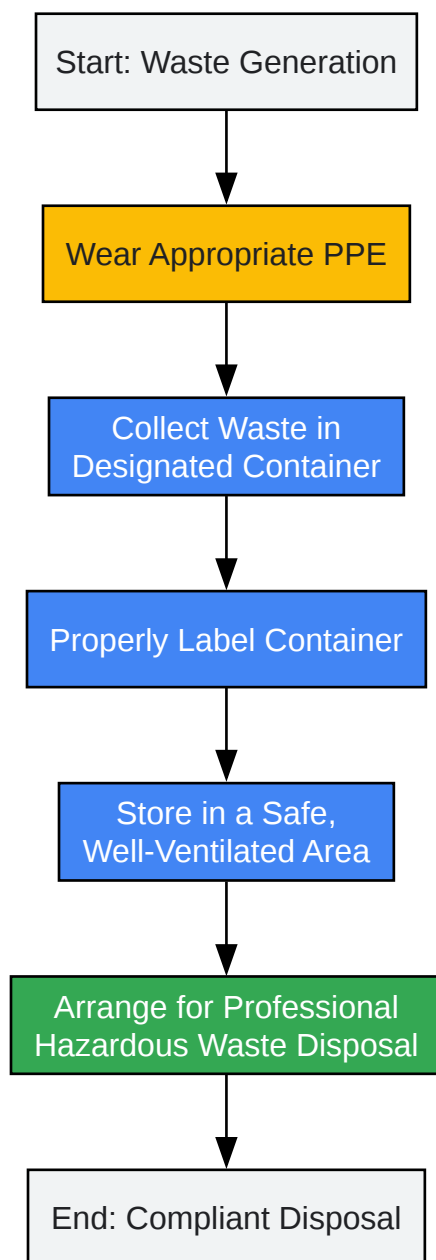 Start: Waste Generation
Wear Appropriate PPE
Collect Waste in
Designated Container
Properly Label Container
Store in a Safe,
Well-Ventilated Area
Arrange for Professional
Hazardous Waste Disposal
End: Compliant Disposal